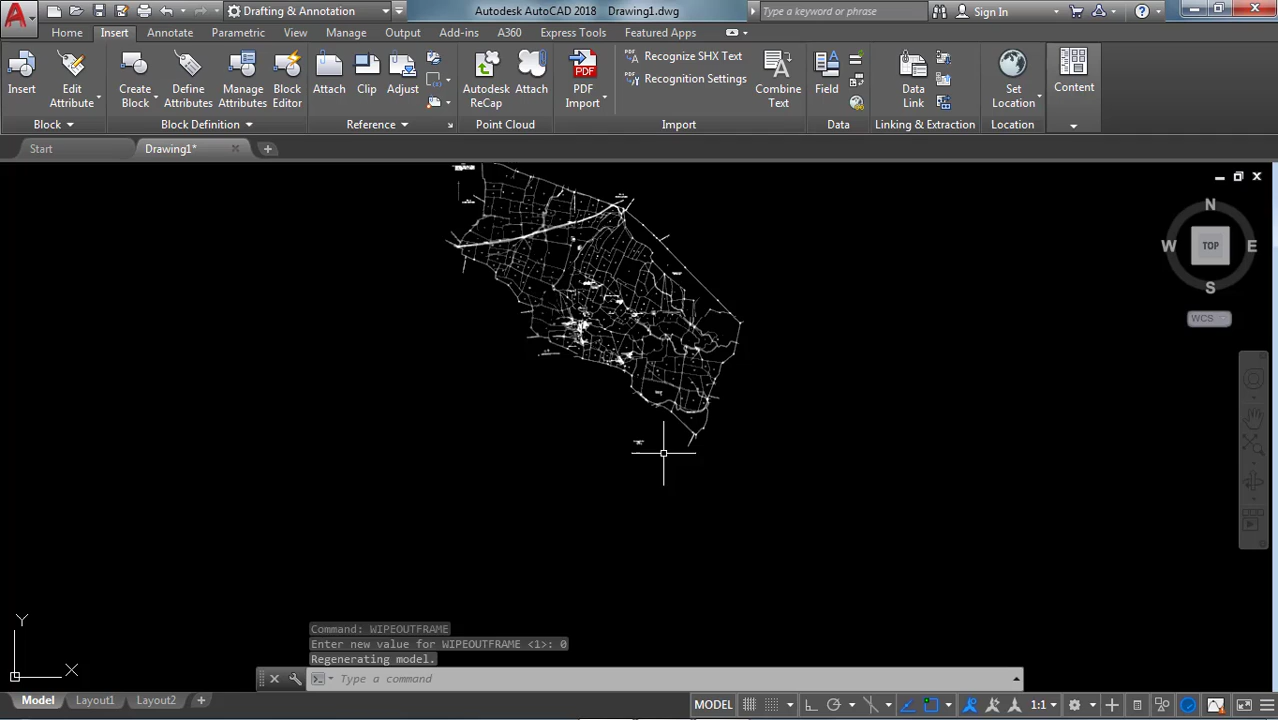 Drafting & Annotation
Autodesk AutoCAD 2018 Drawing1.dwg
Type a keyword or phrase
Sign In
Home Insert Annotate Parametric View Manage Output Add-ins A360 Express Tools Featured Apps
Insert
Edit Attribute
Create Block
Define Attributes
Manage Attributes
Block Editor
Attach
Clip
Adjust
Autodesk ReCap
Attach
PDF
PDF Import
Recognize SHX Text
Recognition Settings
Combine Text
Field
Data Link
Set Location
Content
Block
Block Definition
Reference
Point Cloud
Import
Data
Linking & Extraction
Location
Start
Drawing1*
N
W
TOP
E
S
WCS
Y
X
Command: WIPEOUTFRAME
Enter new value for WIPEOUTFRAME <1>: 0
Regenerating model.
Type a command
Model Layout1 Layout2
MODEL
1:1